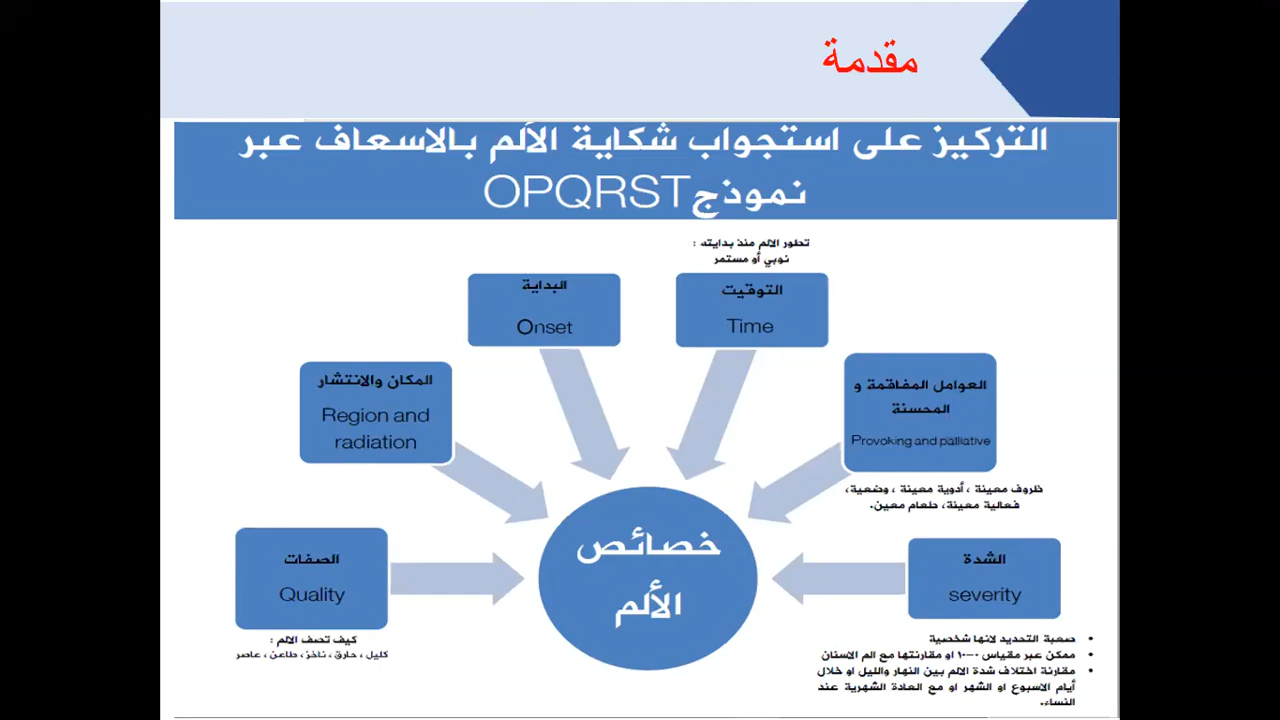 مقدمة
التركيز على استجواب شكاية الألم بالاسعاف عبر
نموذج OPQRST
تطور الالم منذ بدايته :
نوبي أو مستمر
البداية
Onset
التوقيت
Time
المكان والانتشار
Region and
radiation
العوامل المفاقمة و
المحسنة
Provoking and palliative
ظروف معينة ، أدوية معينة ، وضعية،
فعالية معينة، طعام معين.
خصائص
الألم
الصفات
Quality
كيف تصف الالم :
كليل ، حارق ، ناخز ، طاعن ، عاصر
الشدة
severity
• صعبة التحديد لانها شخصية
• ممكن عبر مقياس ٠-١٠ او مقارنتها مع الم الاسنان
• مقارنة اختلاف شدة الالم بين النهار والليل او خلال
أيام الاسبوع او الشهر او مع العادة الشهرية عند
النساء.